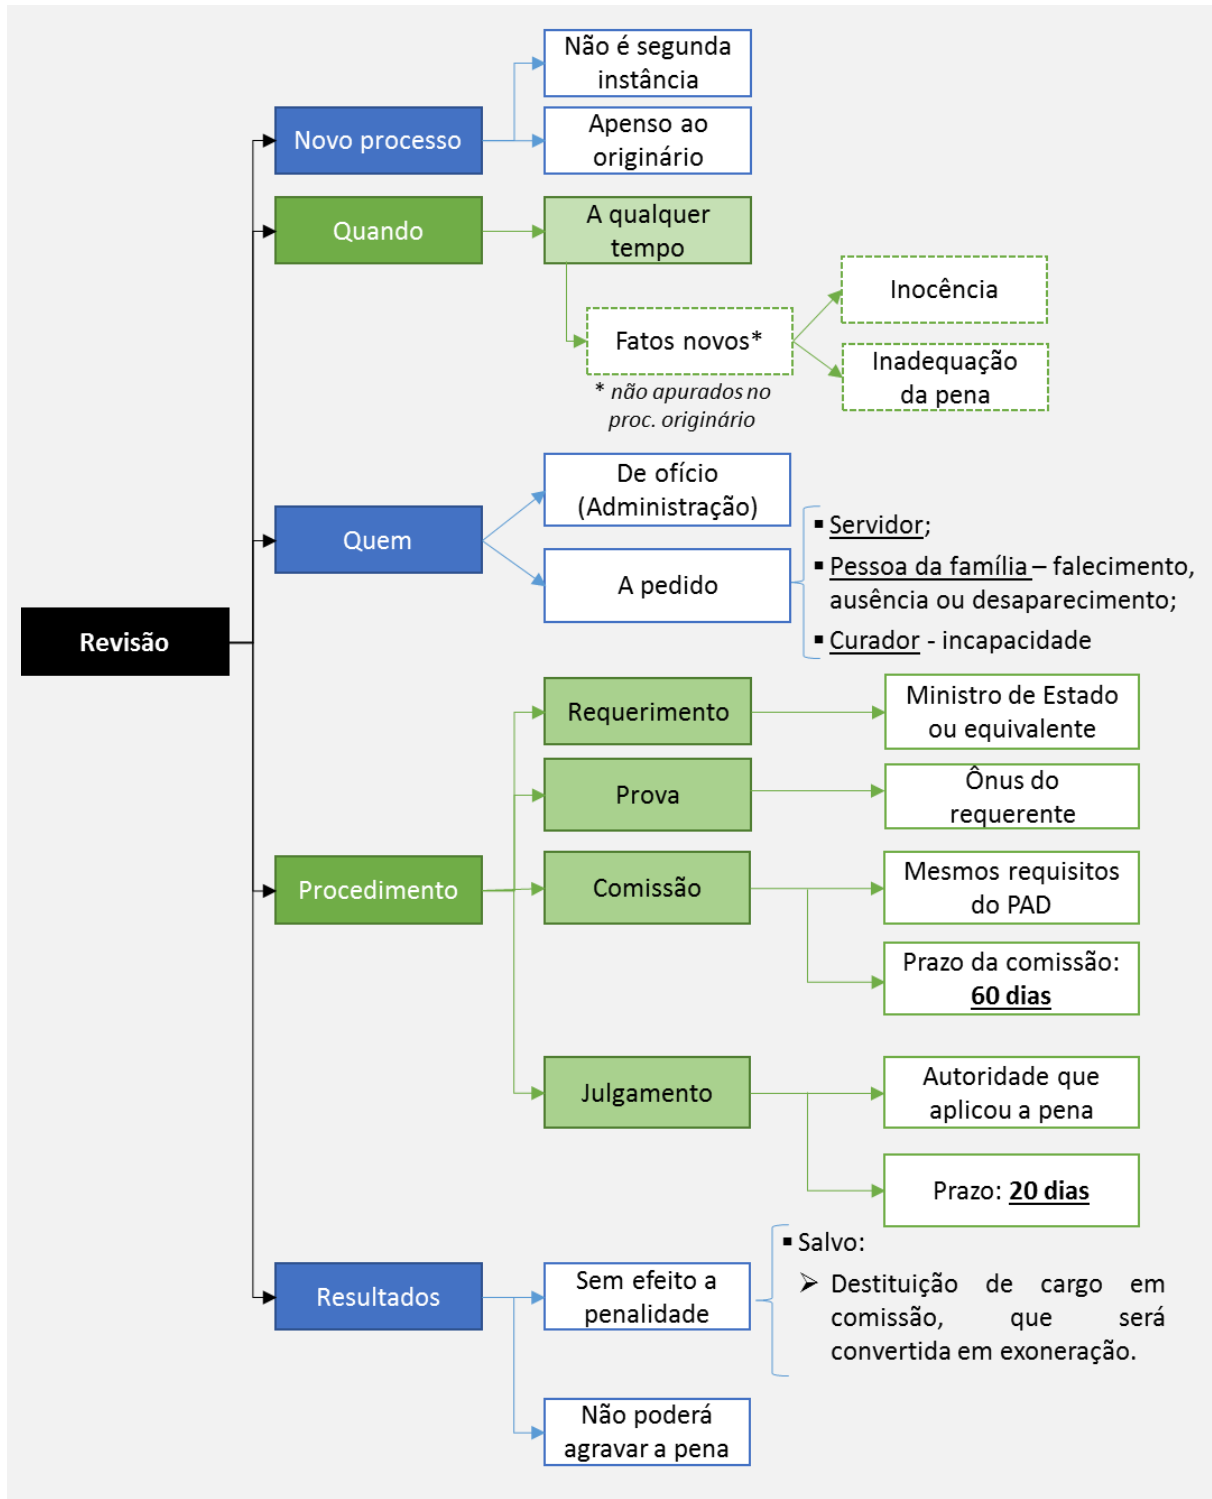 Não é segunda
instância
Novo processo
Apenso ao
originário
Quando
A qualquer
tempo
Fatos novos*
* não apurados no
proc. originário
Inocência
Inadequação
da pena
Quem
De ofício
(Administração)
A pedido
▪ Servidor;
▪ Pessoa da família – falecimento,
ausência ou desaparecimento;
▪ Curador - incapacidade
Revisão
Procedimento
Requerimento
Ministro de Estado
ou equivalente
Prova
Ônus do
requerente
Comissão
Mesmos requisitos
do PAD
Prazo da comissão:
60 dias
Julgamento
Autoridade que
aplicou a pena
Prazo: 20 dias
Resultados
Sem efeito a
penalidade
▪ Salvo:
➢ Destituição de cargo em
comissão, que será
convertida em exoneração.
Não poderá
agravar a pena